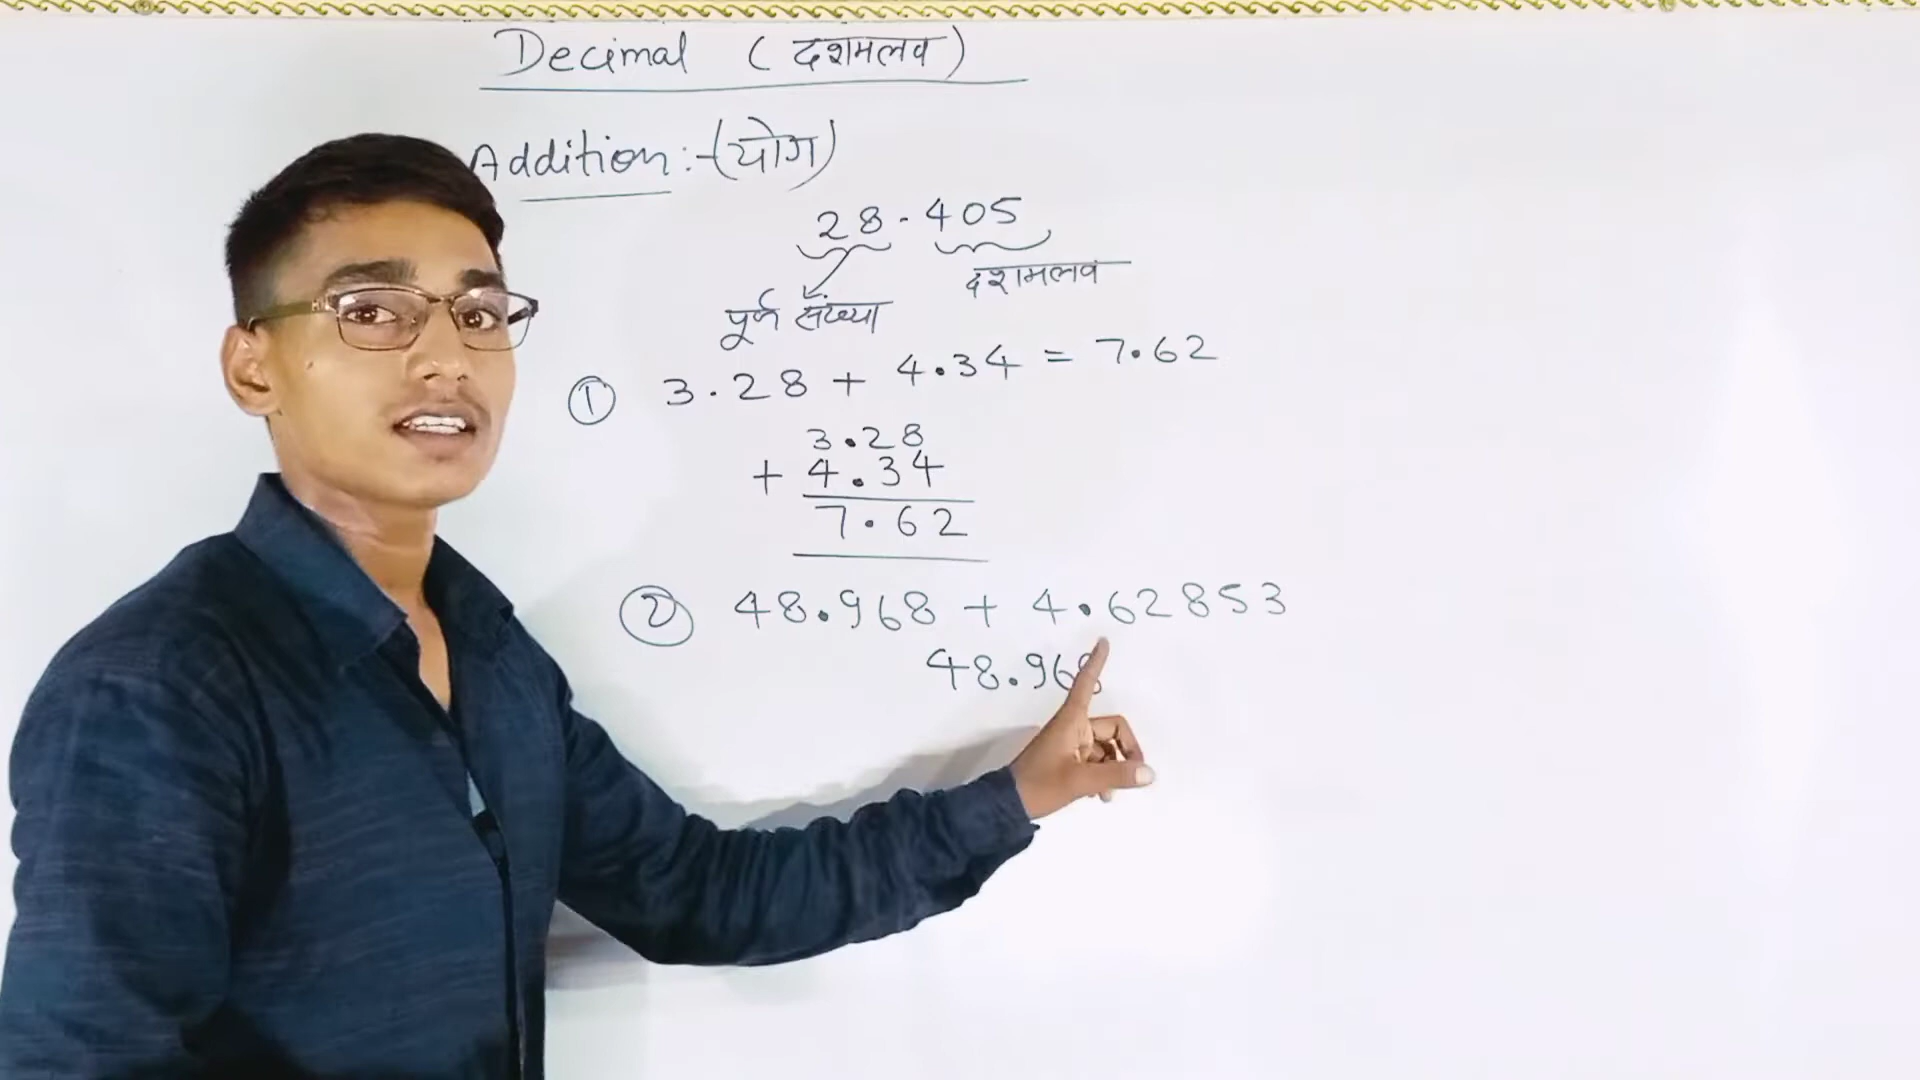 Decimal (दशमलव)
Addition :- (योग)
28.405
दशमलव
पूर्ण संख्या
① 3.28 + 4.34 = 7.62
3.28
+ 4.34
7.62
② 48.968 + 4.62853
48.968